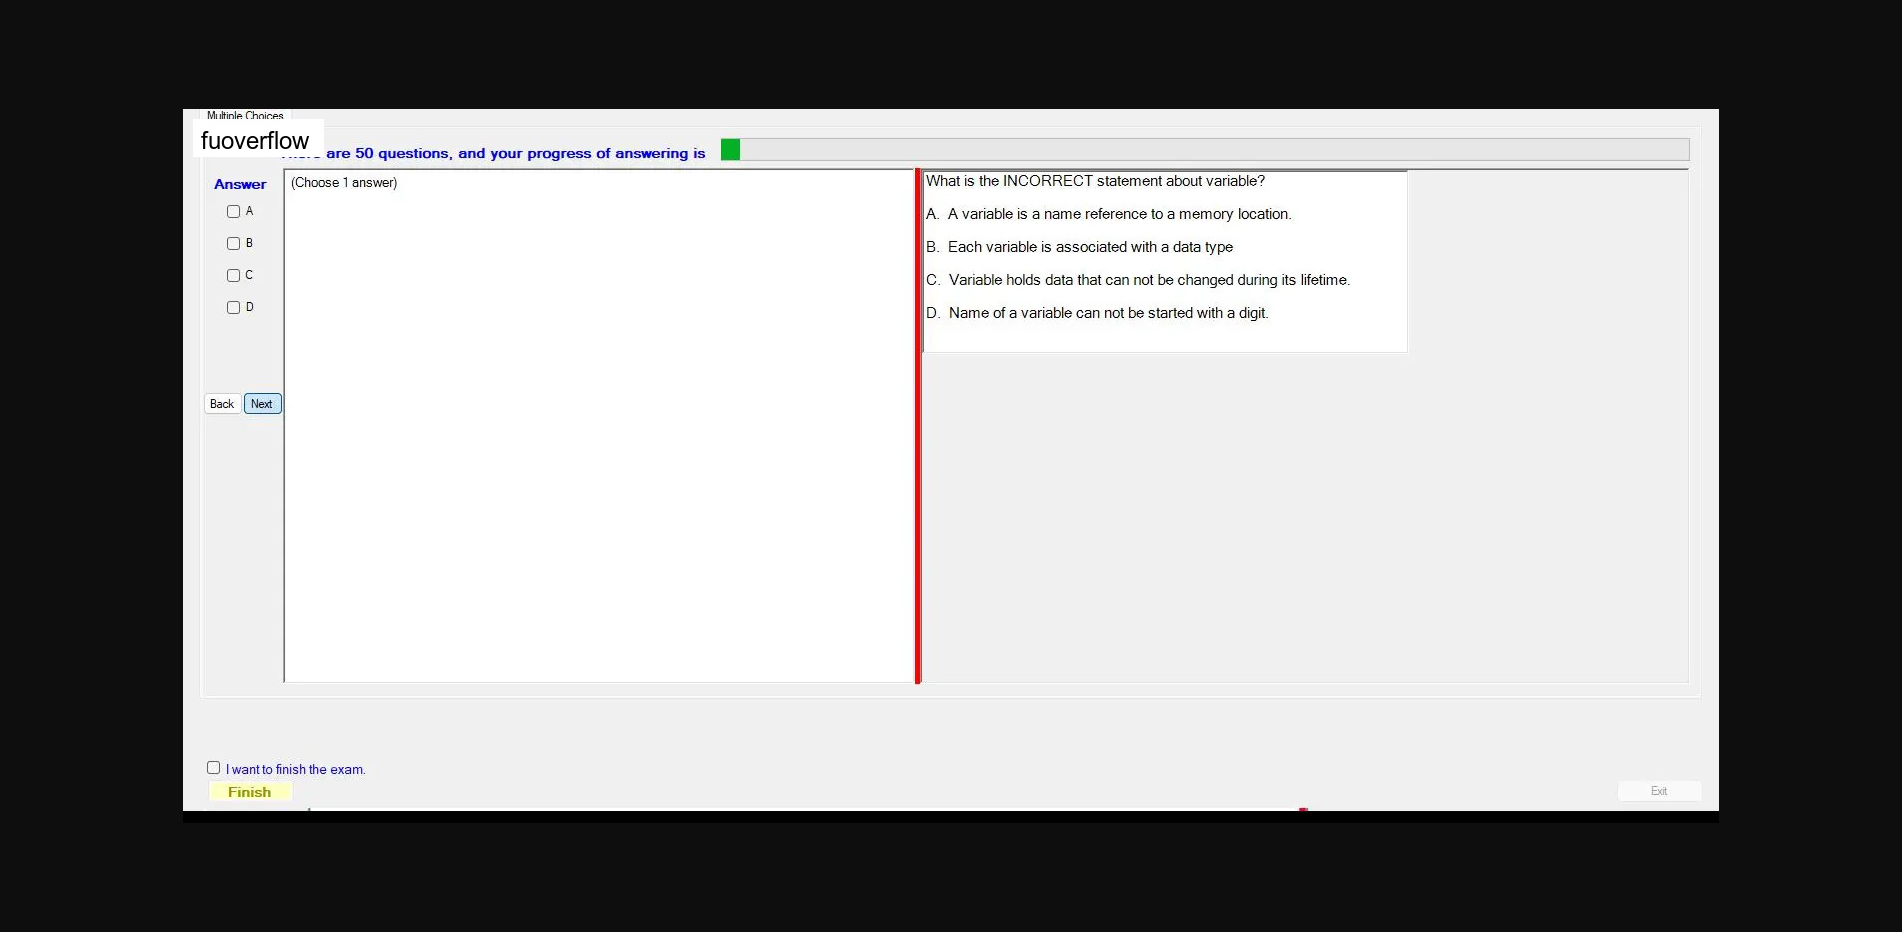 Multiple Choices
fuoverflow
are 50 questions, and your progress of answering is
Answer
A
B
C
D
Back
Next
(Choose 1 answer)
What is the INCORRECT statement about variable?
A. A variable is a name reference to a memory location.
B. Each variable is associated with a data type
C. Variable holds data that can not be changed during its lifetime.
D. Name of a variable can not be started with a digit.
I want to finish the exam.
Finish
Exit